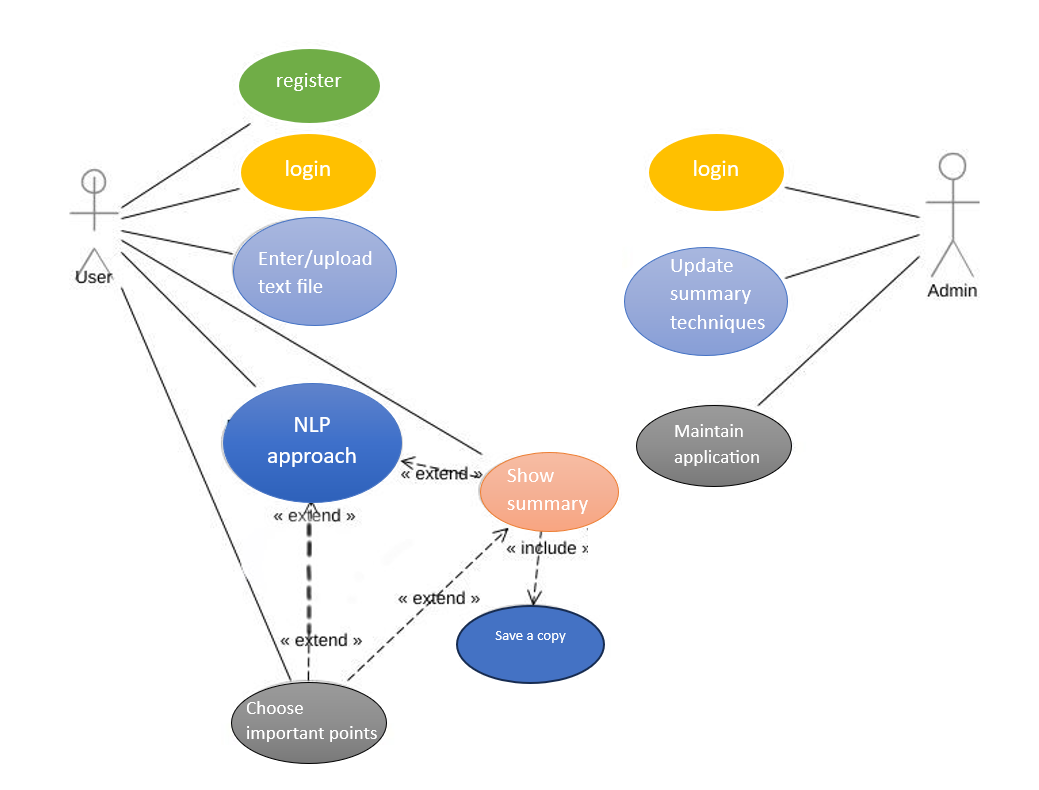 register
login
login
User
Enter/upload
text file
Update
summary
techniques
Admin
NLP
approach
Maintain
application
« extend »
Show
summary
« extend »
« include »
« extend »
« extend »
Save a copy
Choose
important points